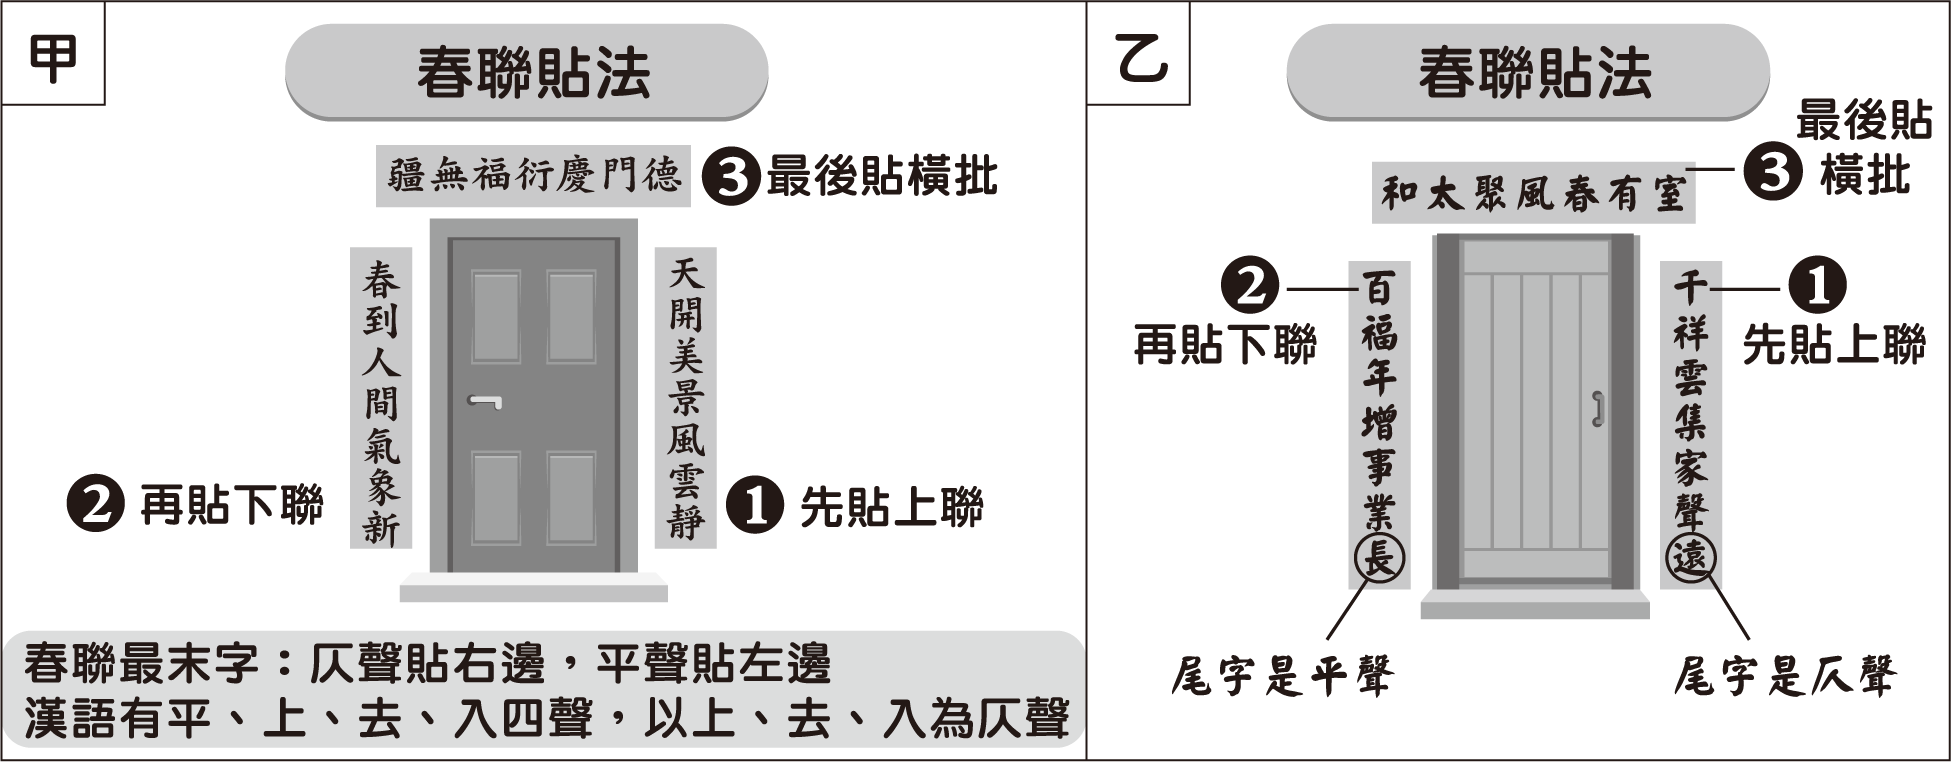 甲
春聯貼法
疆無福衍慶門德
❸最後貼橫批
天開美景風雲靜
❶ 先貼上聯
春到人間氣象新
❷ 再貼下聯
春聯最末字：仄聲貼右邊，平聲貼左邊
漢語有平、上、去、入四聲，以上、去、入為仄聲
乙
春聯貼法
和太聚風春有室
❸
最後貼
橫批
千祥雲集家聲遠
❶
先貼上聯
百福年增事業長
❷
再貼下聯
尾字是平聲
尾字是仄聲